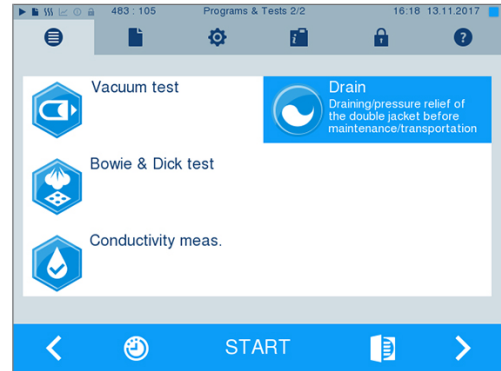 483 : 105 Programs & Tests 2/2 16:18 13.11.2017
Vacuum test
Drain
Draining/pressure relief of
the double jacket before
maintenance/transportation
Bowie & Dick test
Conductivity meas.
START